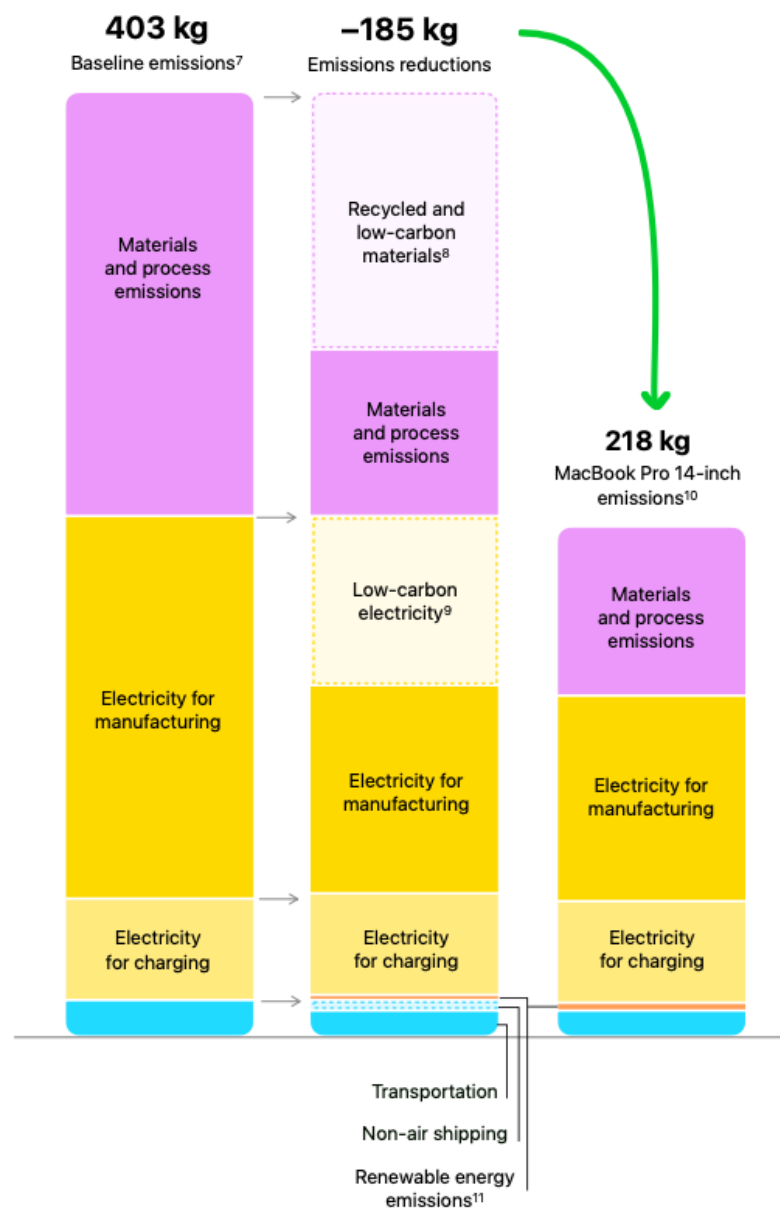 403 kg
Baseline emissions⁷
–185 kg
Emissions reductions
Materials
and process
emissions
Electricity for
manufacturing
Electricity
for charging
Recycled and
low-carbon
materials⁸
Materials
and process
emissions
Low-carbon
electricity⁹
Electricity for
manufacturing
Electricity
for charging
218 kg
MacBook Pro 14-inch
emissions¹⁰
Materials
and process
emissions
Electricity for
manufacturing
Electricity
for charging
Transportation
Non-air shipping
Renewable energy
emissions¹¹